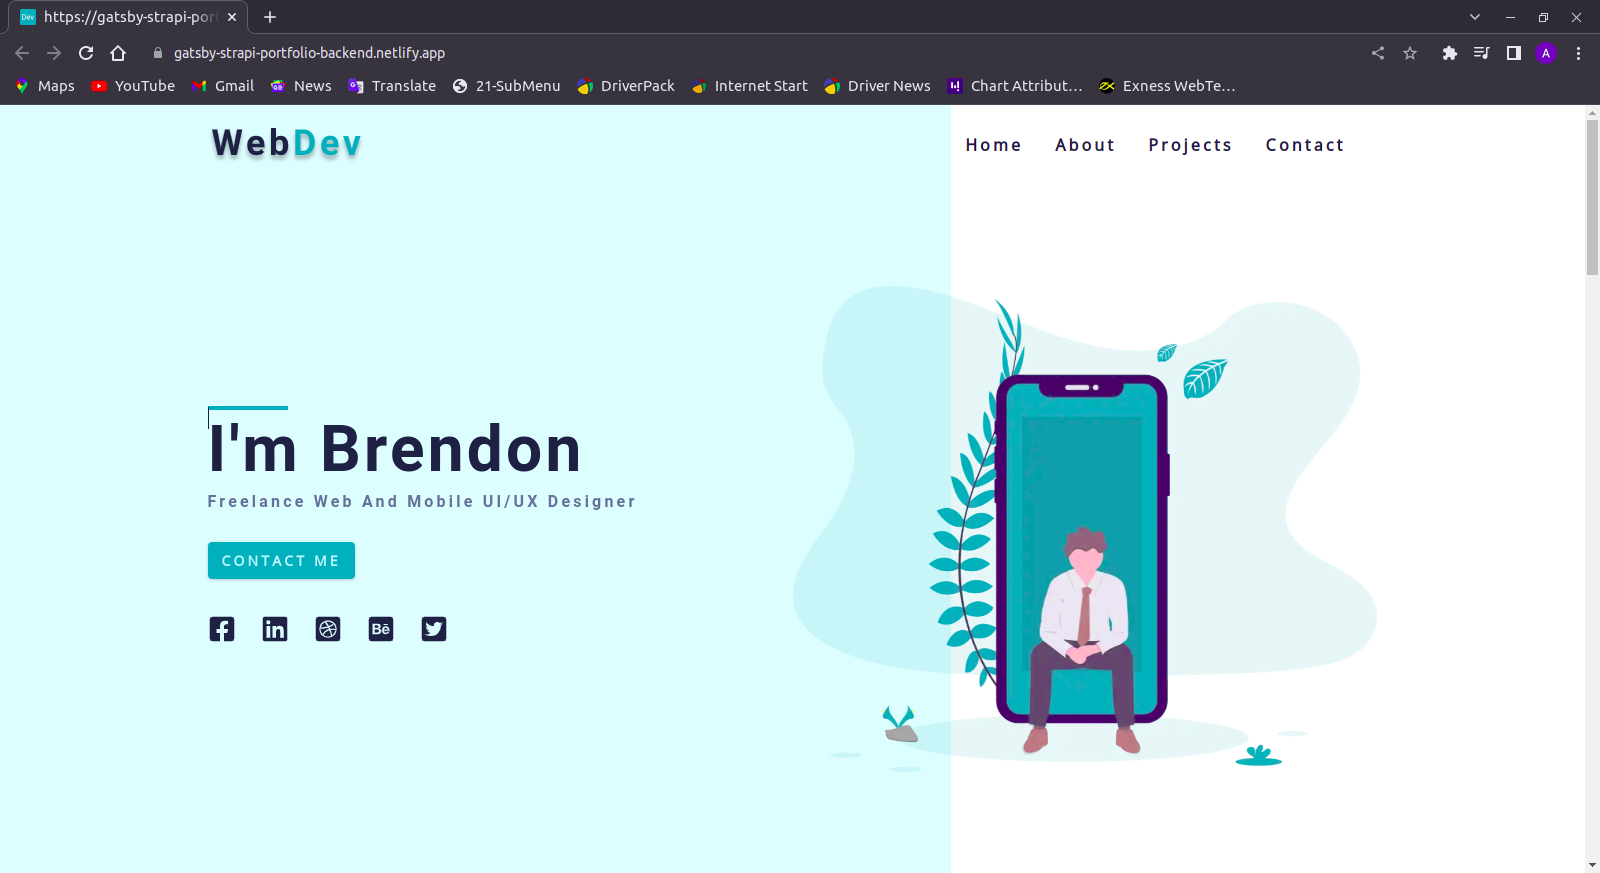 Dev https://gatsby-strapi-port
gatsby-strapi-portfolio-backend.netlify.app
A
Maps YouTube Gmail News Translate 21-SubMenu DriverPack Internet Start Driver News Chart Attribut… Exness WebTe…
WebDev
Home About Projects Contact
I'm Brendon
Freelance Web And Mobile UI/UX Designer
CONTACT ME